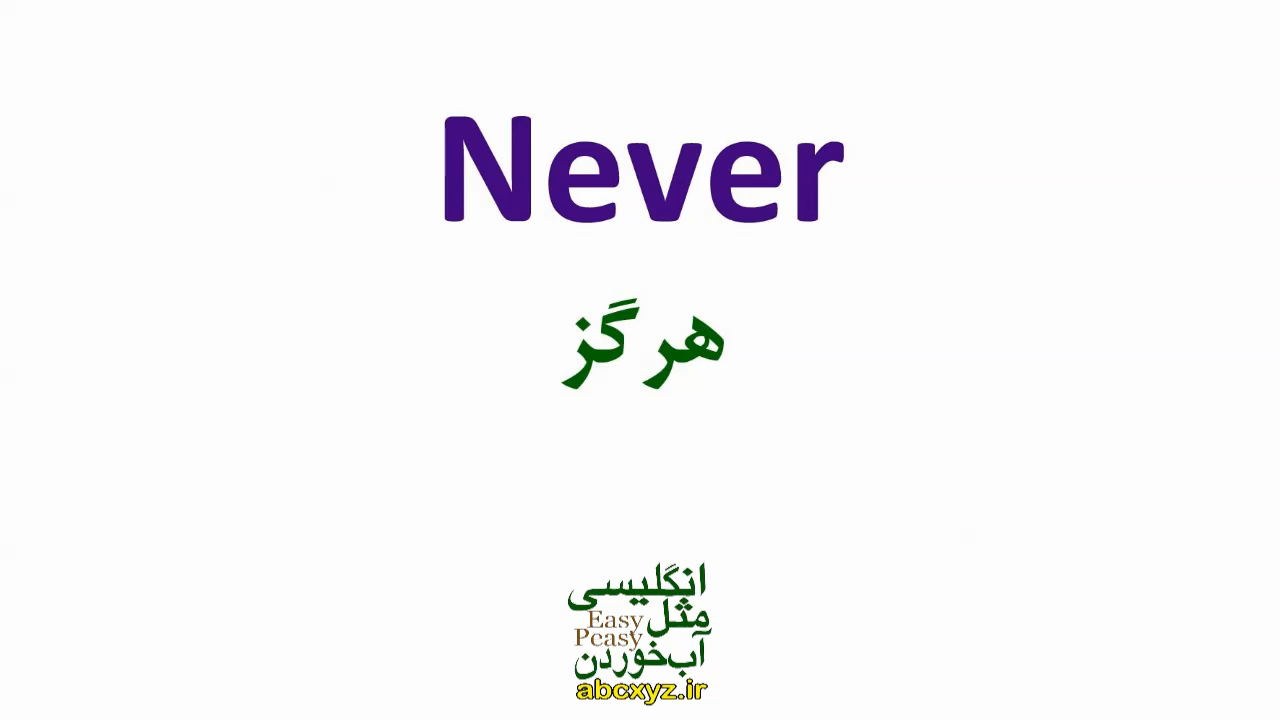 Never
هرگز
انگلیسی
مثل
Easy
Peasy
آب‌خوردن
abcxyz.ir